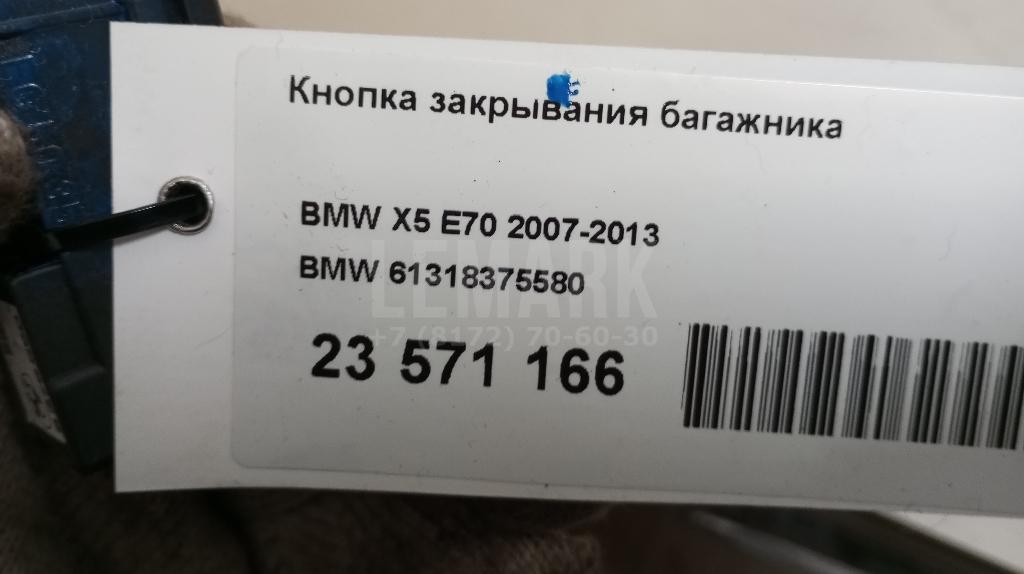 Кнопка закрывания багажника
BMW X5 E70 2007-2013
BMW 61318375580
LEMARK
+7 (8172) 70-60-30
23 571 166